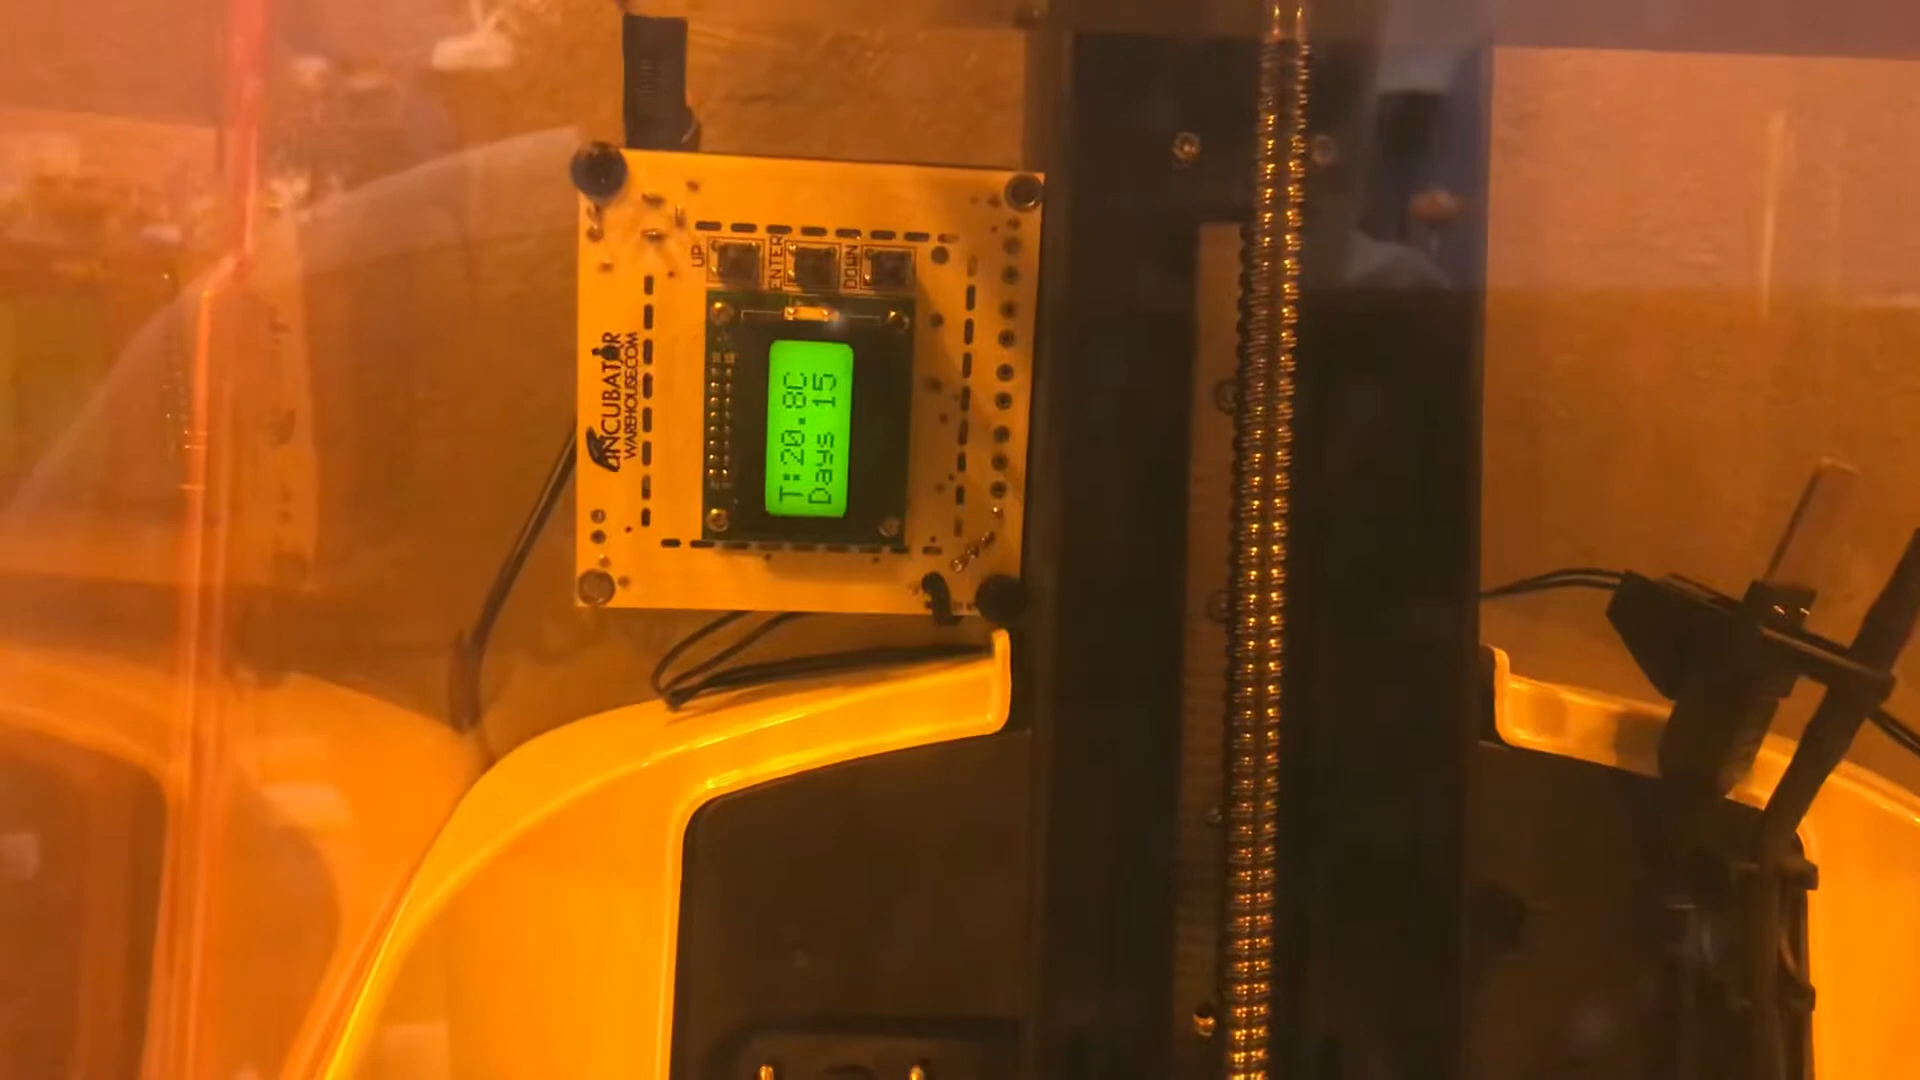 INCUBATOR
WAREHOUSE.COM
UP
ENTER
DOWN
T:20.8C
Days 15